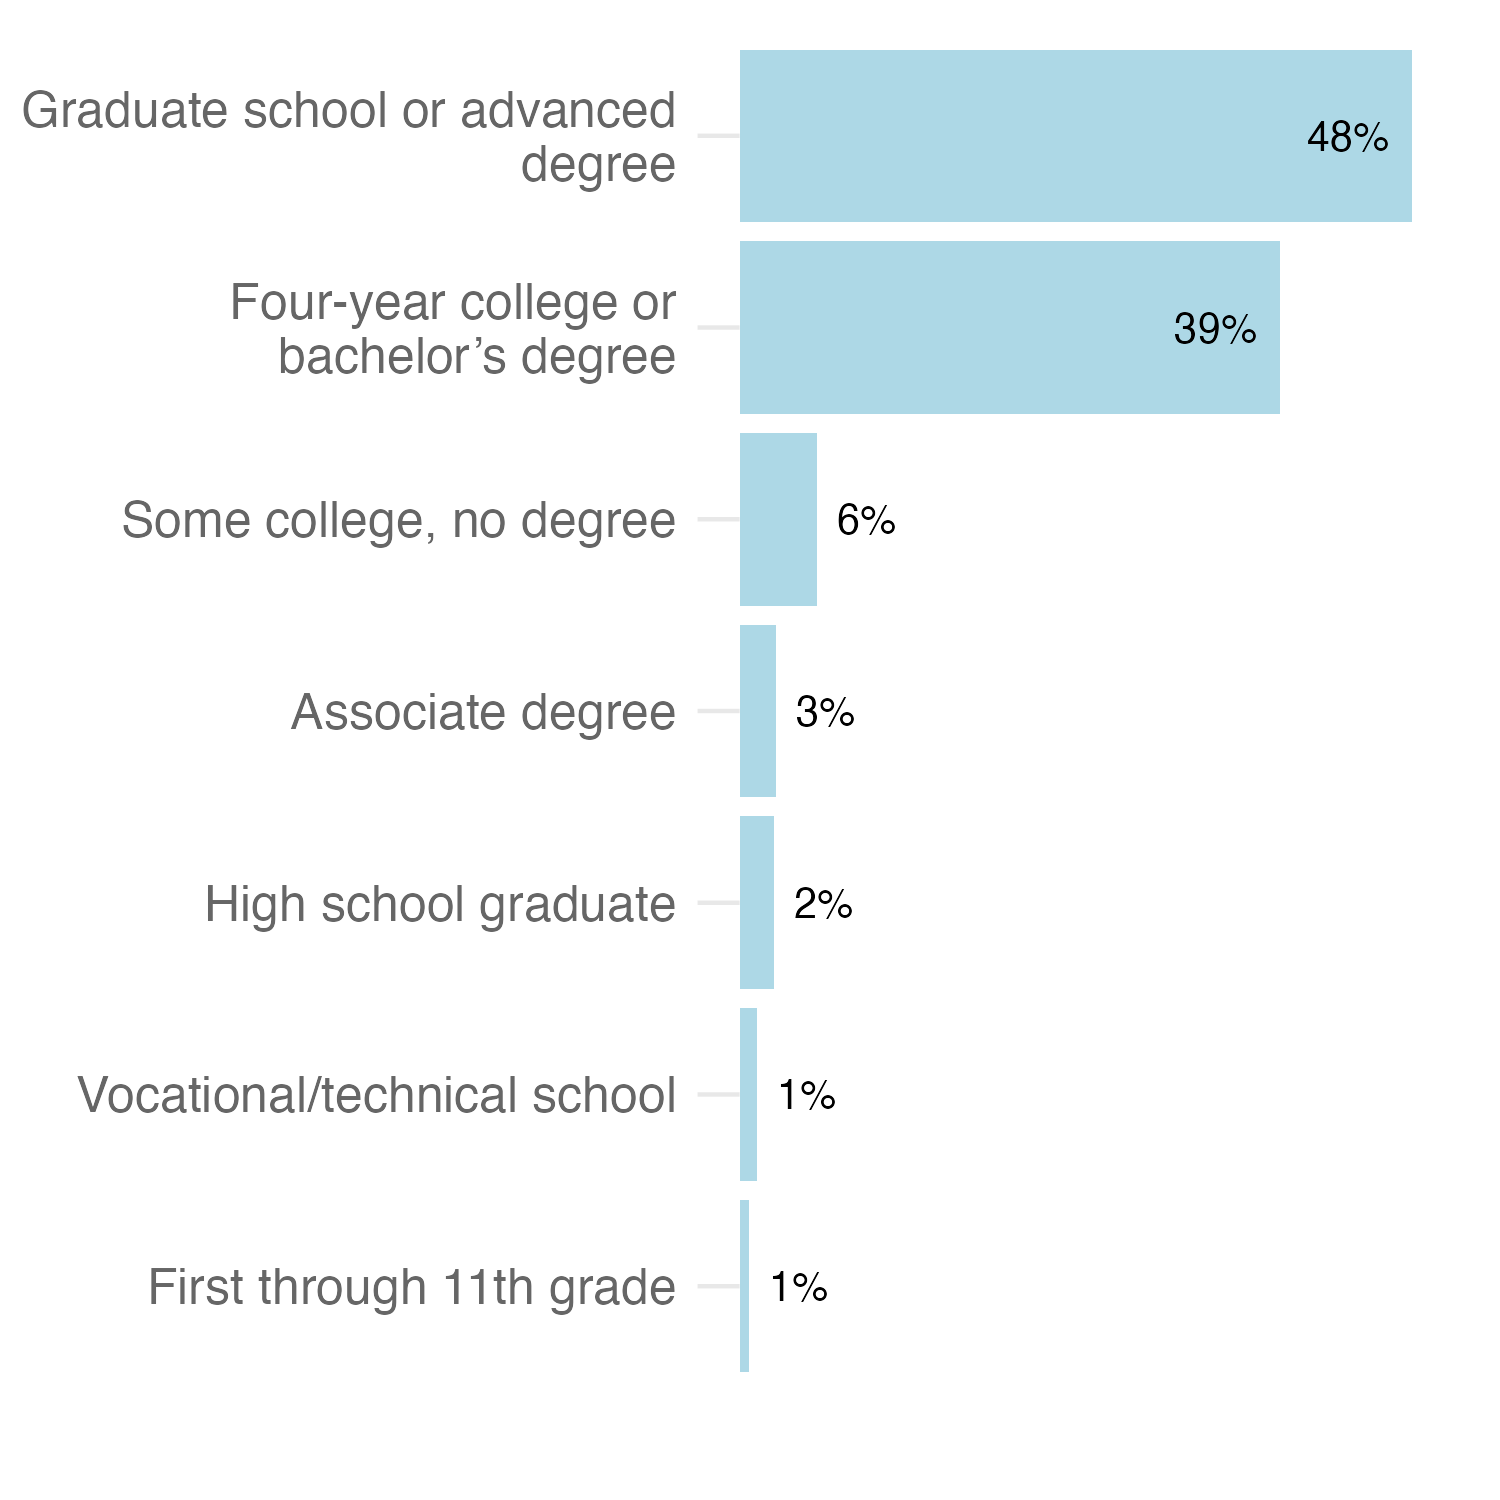 Graduate school or advanced
degree
48%
Four-year college or
bachelor’s degree
39%
Some college, no degree
6%
Associate degree
3%
High school graduate
2%
Vocational/technical school
1%
First through 11th grade
1%